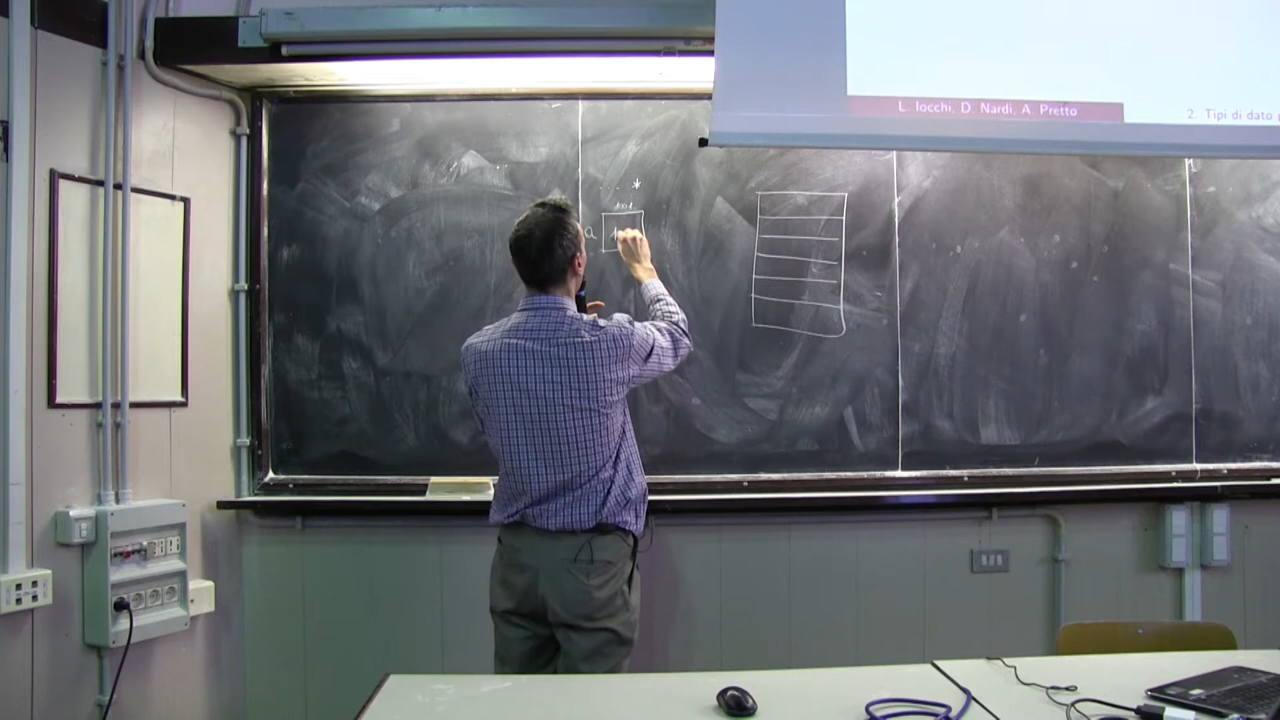 L. Iocchi, D. Nardi, A. Pretto
2. Tipi di dato
*
a